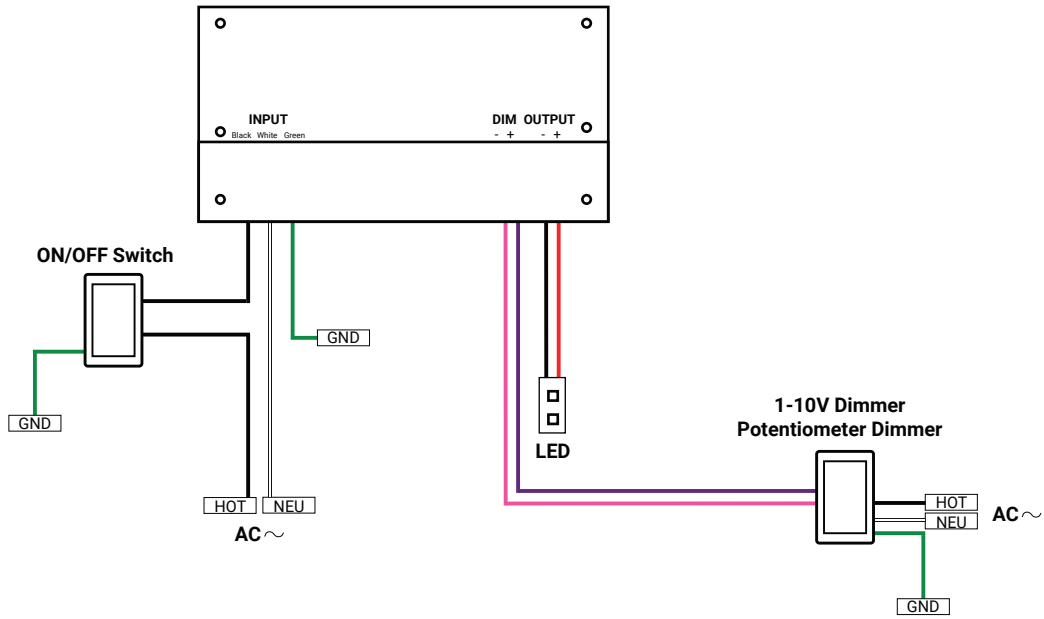 INPUT
Black White Green
DIM OUTPUT
- + - +
ON/OFF Switch
GND
GND
HOT NEU
AC ~
LED
1-10V Dimmer
Potentiometer Dimmer
HOT
NEU
AC ~
GND